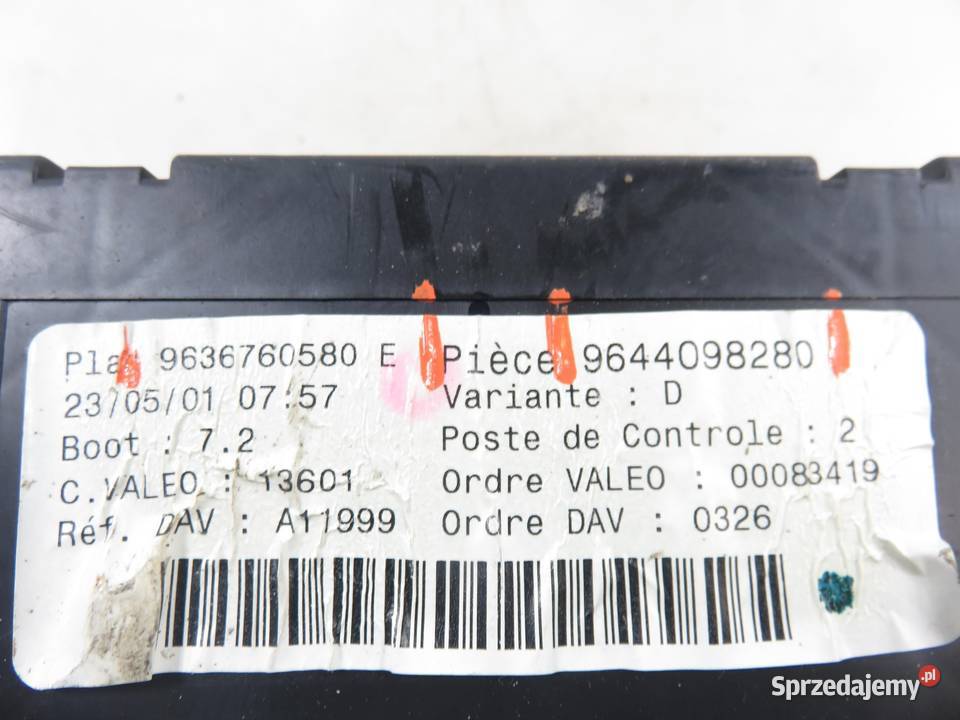 Pla 9636760580 E Pièce 9644098280
23/05/01 07:57 Variante : D
Boot : 7.2 Poste de Controle : 2
C.VALEO : 13601 Ordre VALEO : 00083419
Réf. DAV : A11999 Ordre DAV : 0326
Sprzedajemy.pl